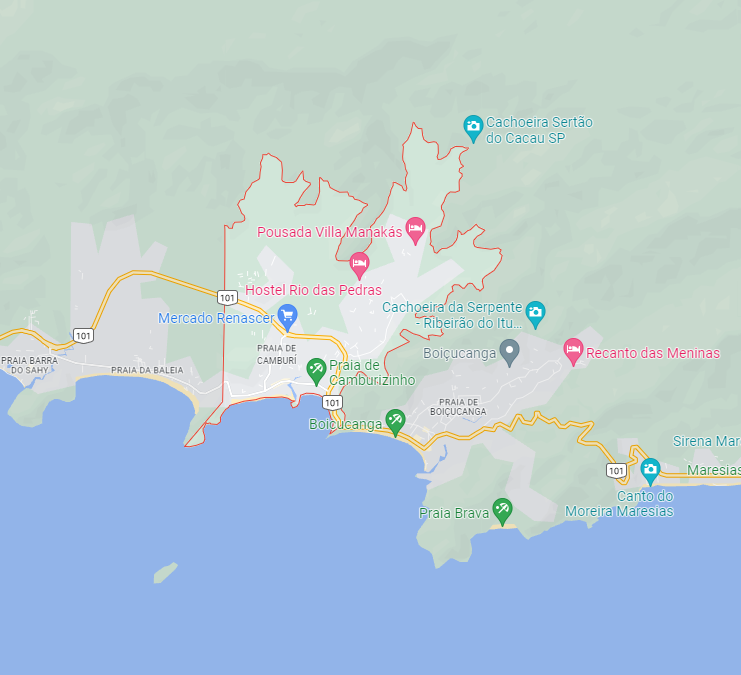 Cachoeira Sertão
do Cacau SP
Pousada Villa Manakás
Hostel Rio das Pedras
101
Mercado Renascer
Cachoeira da Serpente
- Ribeirão do Itu...
101
PRAIA DE
CAMBURÍ
Boiçucanga
Recanto das Meninas
PRAIA BARRA
DO SAHY
PRAIA DA BALEIA
Praia de
Camburizinho
101
PRAIA DE
BOIÇUCANGA
Boiçucanga
Sirena Mar
101
Maresias
Canto do
Moreira Maresias
Praia Brava